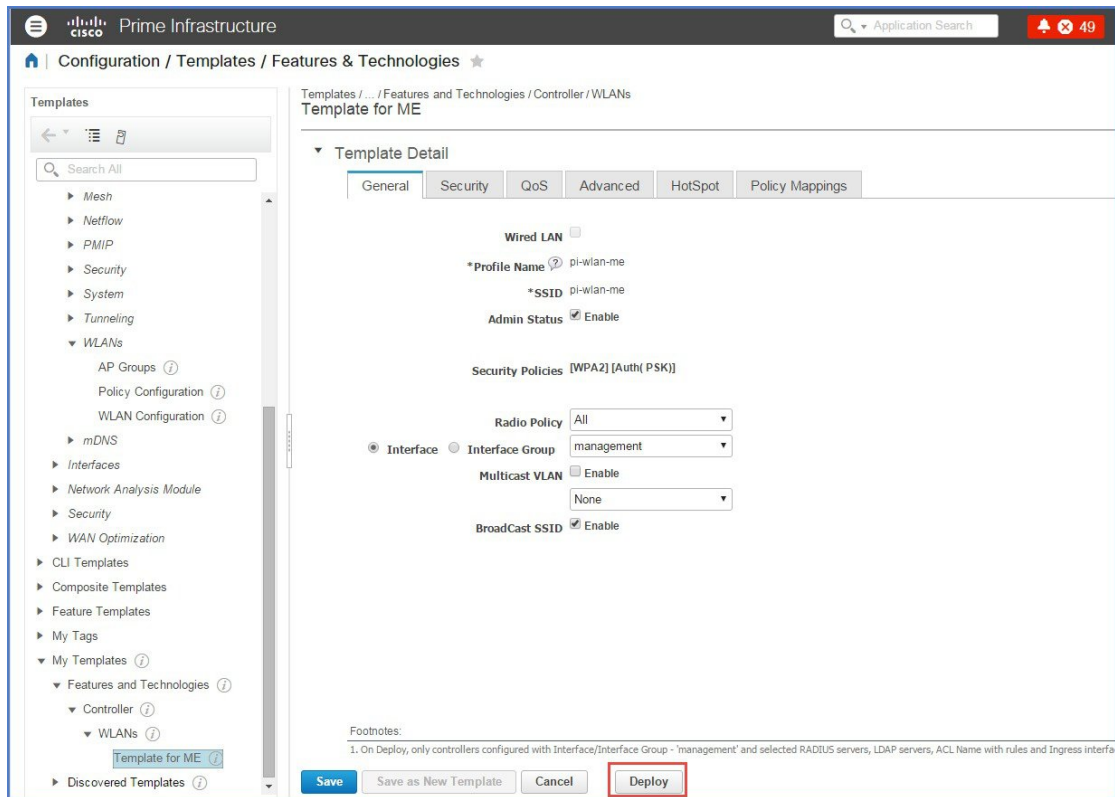 cisco Prime Infrastructure
Application Search
49
Configuration / Templates / Features & Technologies
Templates
Search All
Mesh
Netflow
PMIP
Security
System
Tunneling
WLANs
AP Groups
Policy Configuration
WLAN Configuration
mDNS
Interfaces
Network Analysis Module
Security
WAN Optimization
CLI Templates
Composite Templates
Feature Templates
My Tags
My Templates
Features and Technologies
Controller
WLANs
Template for ME
Discovered Templates
Templates / ... / Features and Technologies / Controller / WLANs
Template for ME
Template Detail
General Security QoS Advanced HotSpot Policy Mappings
Wired LAN
*Profile Name ? pi-wlan-me
*SSID pi-wlan-me
Admin Status Enable
Security Policies [WPA2] [Auth( PSK)]
Radio Policy All
Interface Interface Group management
Multicast VLAN Enable
None
BroadCast SSID Enable
Footnotes:
1. On Deploy, only controllers configured with Interface/Interface Group - 'management' and selected RADIUS servers, LDAP servers, ACL Name with rules and Ingress interfa
Save Save as New Template Cancel Deploy